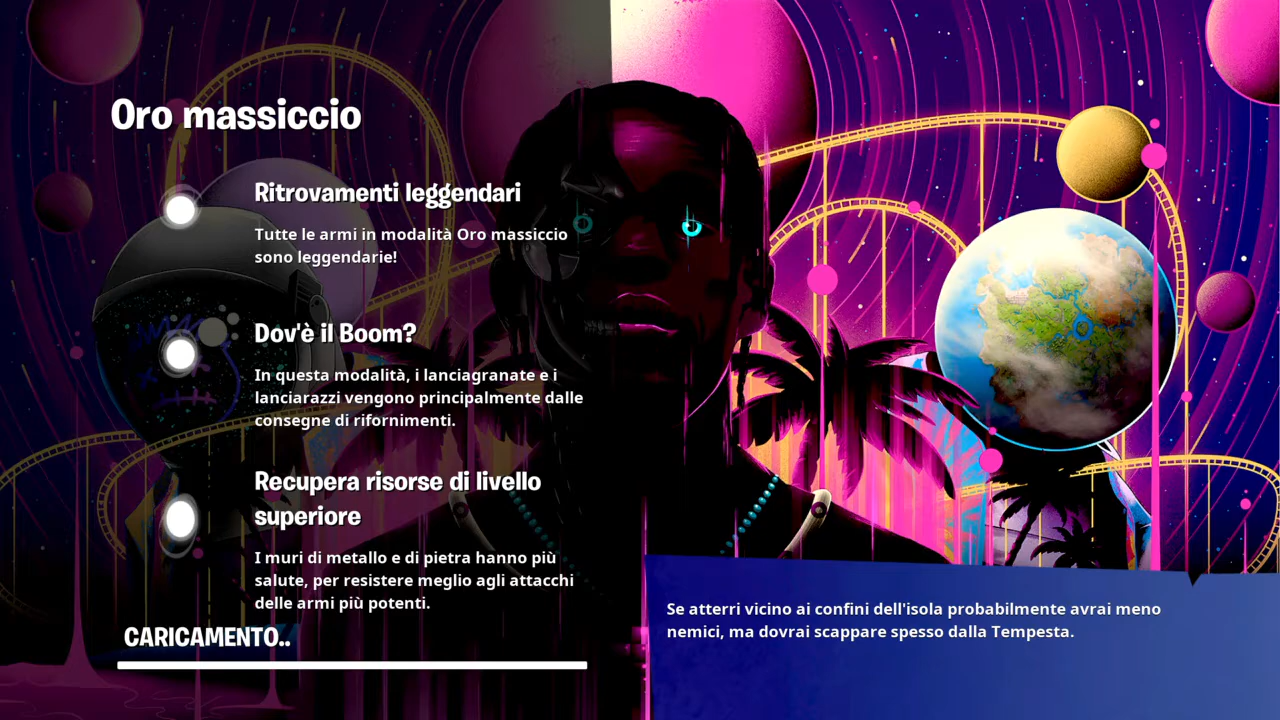 Oro massiccio
Ritrovamenti leggendari
Tutte le armi in modalità Oro massiccio
sono leggendarie!
Dov'è il Boom?
In questa modalità, i lanciagranate e i
lanciarazzi vengono principalmente dalle
consegne di rifornimenti.
Recupera risorse di livello
superiore
I muri di metallo e di pietra hanno più
salute, per resistere meglio agli attacchi
delle armi più potenti.
CARICAMENTO..
Se atterri vicino ai confini dell'isola probabilmente avrai meno
nemici, ma dovrai scappare spesso dalla Tempesta.